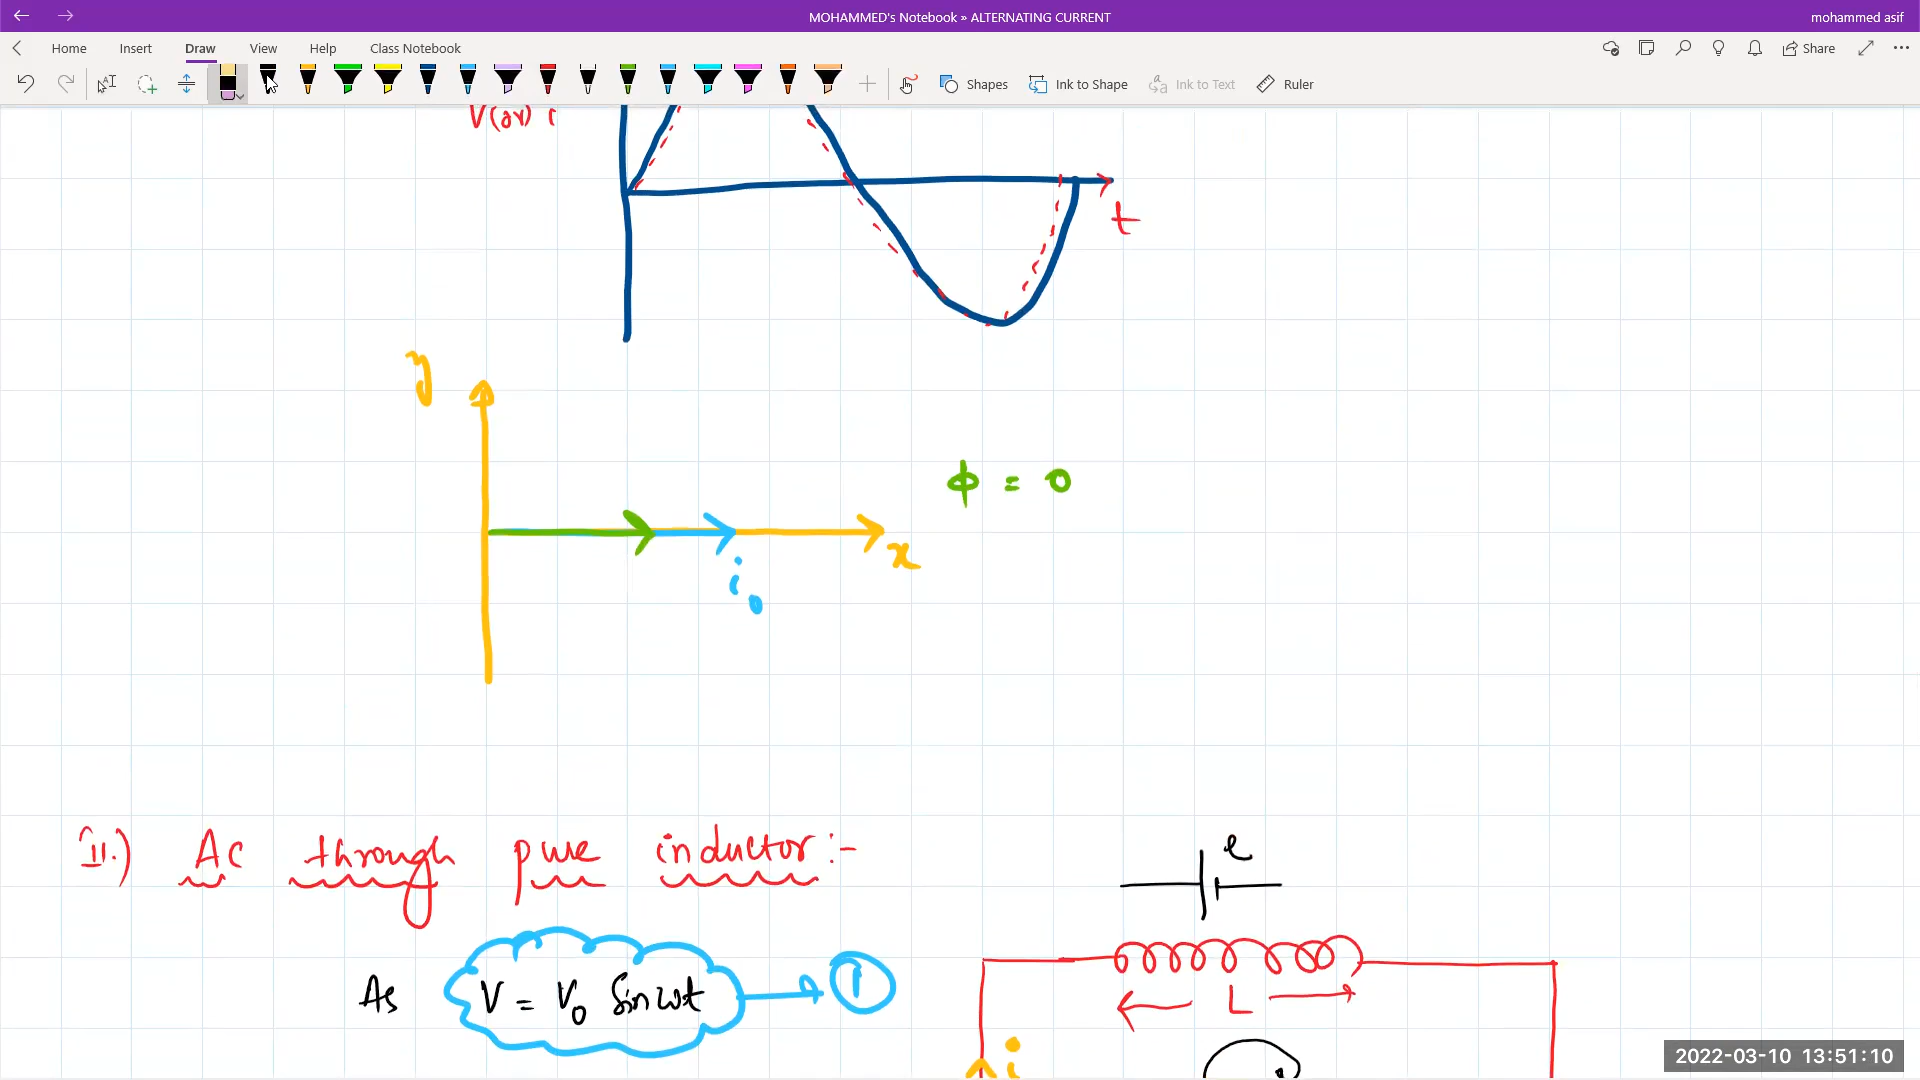 MOHAMMED's Notebook » ALTERNATING CURRENT
mohammed asif
Home Insert Draw View Help Class Notebook
Share
Shapes Ink to Shape Ink to Text Ruler
V(or) i
t
y
ϕ = 0
x
i₀
II.) AC through pure inductor:-
e
As V = V₀ Sin ωt 1
L
i
2022-03-10 13:51:10